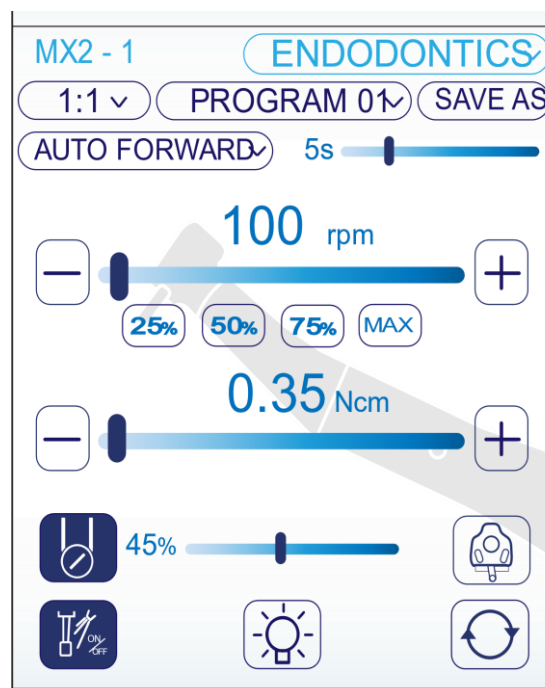 MX2 - 1 ENDODONTICS
1:1 PROGRAM 01 SAVE AS
AUTO FORWARD 5s
100 rpm
25% 50% 75% MAX
0.35 Ncm
45%
ON/OFF